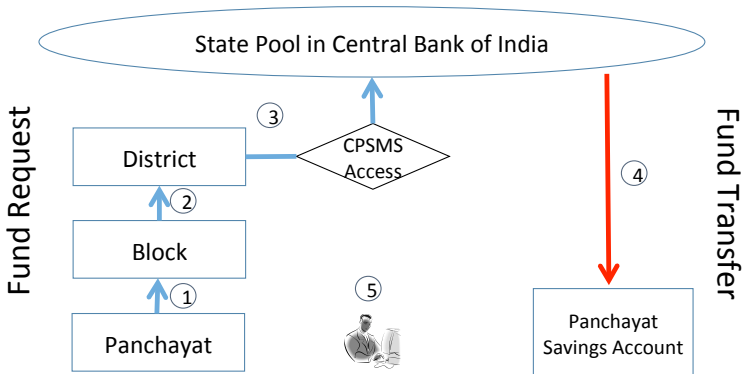 State Pool in Central Bank of India
3
CPSMS
Access
District
2
Block
1
Panchayat
Fund Request
5
4
Fund Transfer
Panchayat
Savings Account